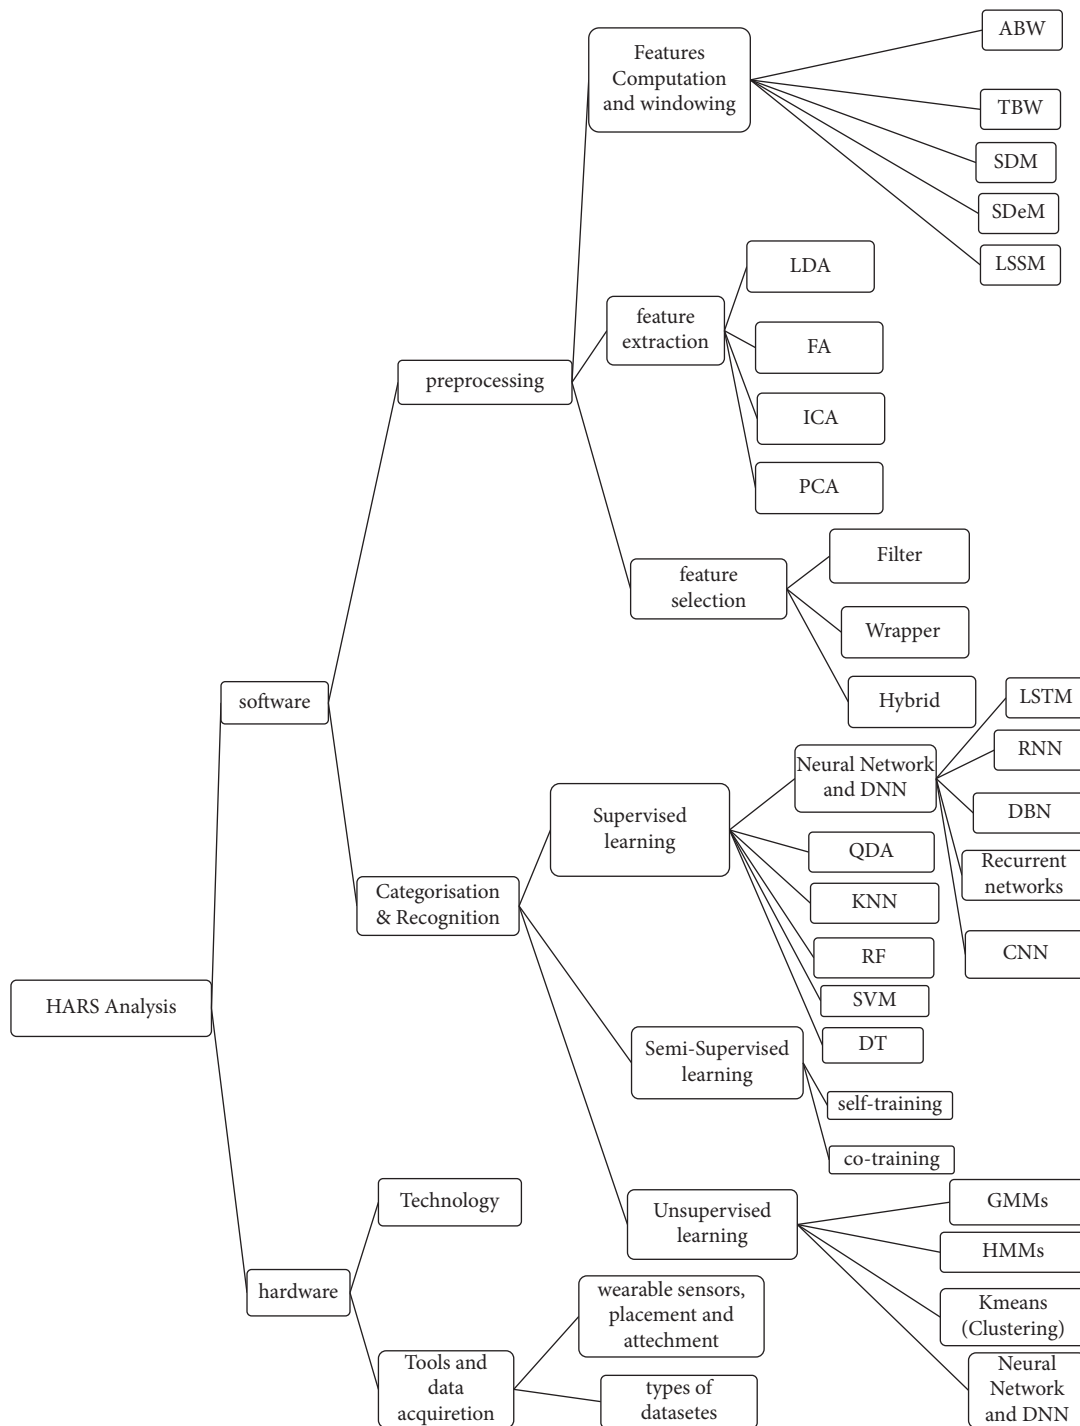 ABW
Features
Computation
and windowing
TBW
SDM
SDeM
LSSM
LDA
feature
extraction
FA
preprocessing
ICA
PCA
Filter
feature
selection
Wrapper
Hybrid
software
LSTM
RNN
Neural Network
and DNN
DBN
Supervised
learning
QDA
Recurrent
networks
KNN
Categorisation
& Recognition
RF
CNN
SVM
HARS Analysis
DT
Semi-Supervised
learning
self-training
co-training
Technology
Unsupervised
learning
GMMs
HMMs
hardware
wearable sensors,
placement and
attechment
Kmeans
(Clustering)
Tools and
data
acquiretion
types of
datasetes
Neural
Network
and DNN